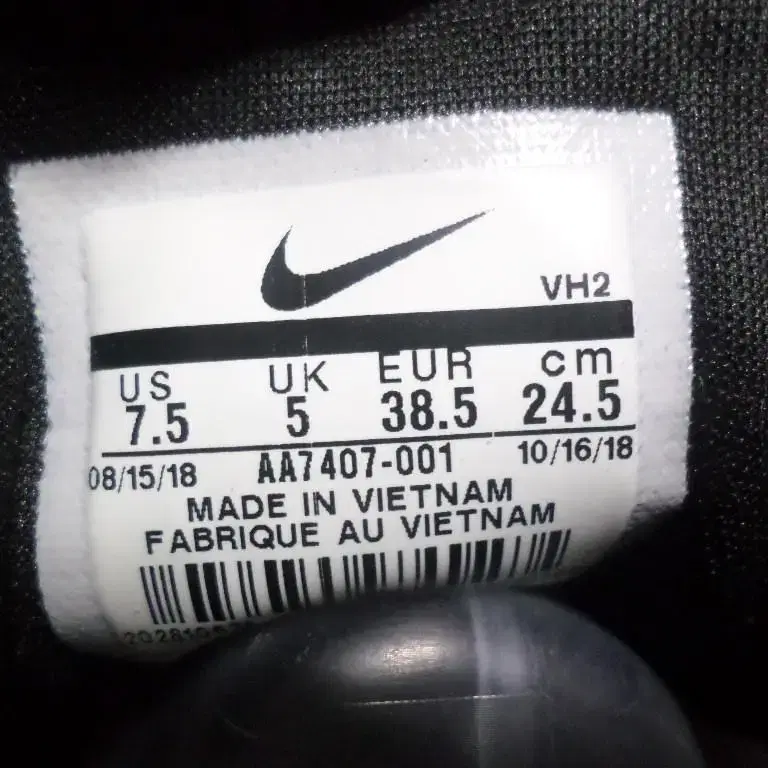 VH2
US UK EUR cm
7.5 5 38.5 24.5
08/15/18 AA7407-001 10/16/18
MADE IN VIETNAM
FABRIQUE AU VIETNAM